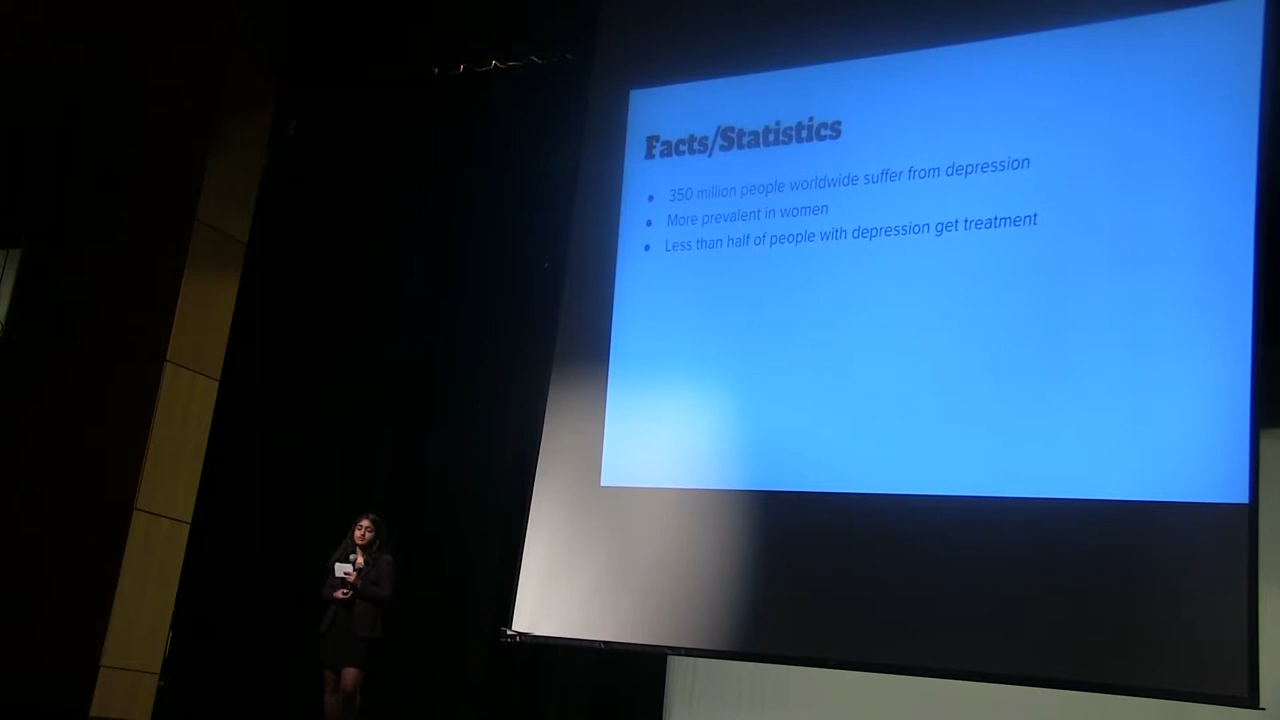 Facts/Statistics
● 350 million people worldwide suffer from depression
● More prevalent in women
● Less than half of people with depression get treatment